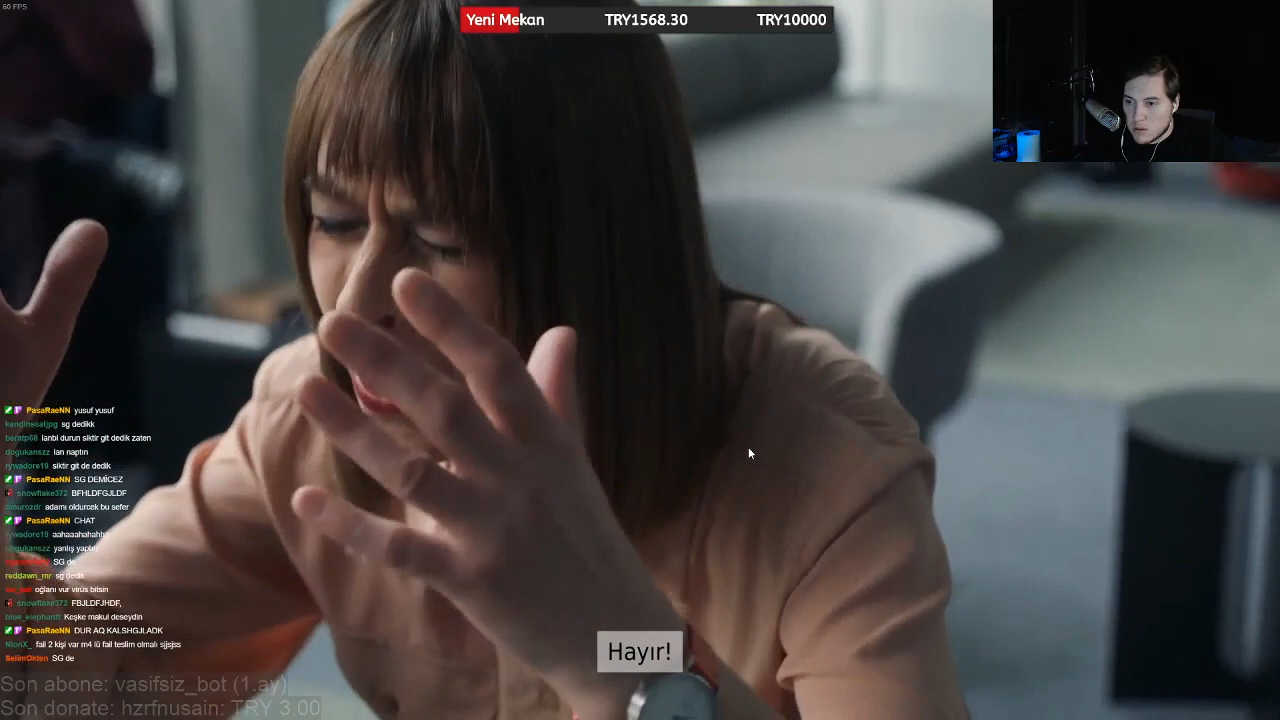 60 FPS
Yeni Mekan TRY1568.30 TRY10000
PasaRaeNN yusuf yusuf
kendinesatjpg sg dedikk
beratp68 lanbi durun siktir git dedik zaten
dogukanszz lan naptın
rywadore19 siktir git de dedik
PasaRaeNN SG DEMİCEZ
snowflake372 BFHLDFGJLDF
timurozdr adamı oldurcek bu sefer
PasaRaeNN CHAT
rywadore19 aahaaahahahha
dogukanszz yanlış yaptın
SG de
reddawn_mr sg dedik
oğlanı vur virüs bitsin
snowflake372 FBJLDFJHDF,
blue_elephantt Keşke makul deseydin
PasaRaeNN DUR AQ KALSHGJLADK
NionX_ fail 2 kişi var m4 lü fail teslim olmalı sjjsjss
SelimOkten SG de
Hayır!
Son abone: vasifsiz_bot (1.ay)
Son donate: hzrfnusain: TRY 3.00